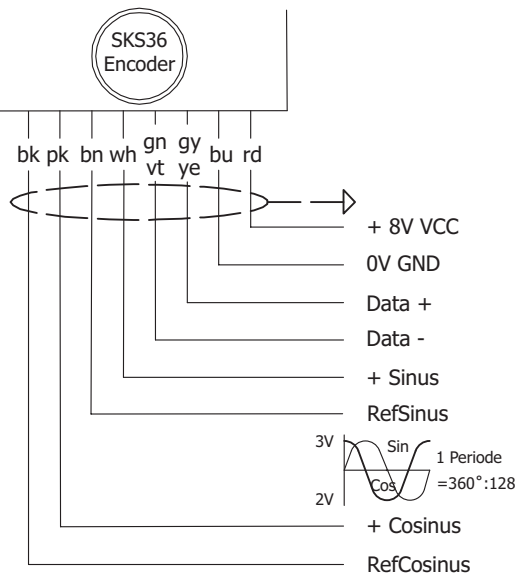 SKS36
Encoder
bk pk bn wh gn gy bu rd
vt ye
+ 8V VCC
0V GND
Data +
Data -
+ Sinus
RefSinus
3V Sin
1 Periode
Cos =360°:128
2V
+ Cosinus
RefCosinus